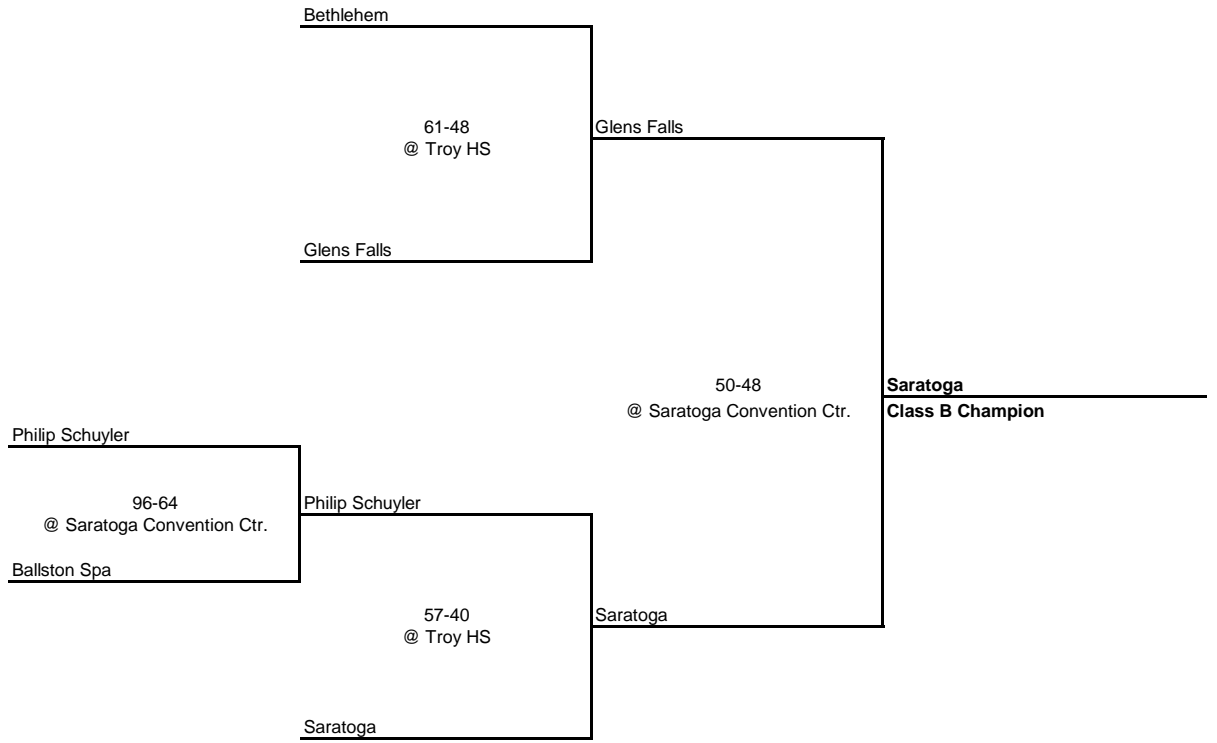 Bethlehem
61-48
@ Troy HS
Glens Falls
Glens Falls
50-48
@ Saratoga Convention Ctr.
Saratoga
Class B Champion
Philip Schuyler
96-64
@ Saratoga Convention Ctr.
Philip Schuyler
Ballston Spa
57-40
@ Troy HS
Saratoga
Saratoga